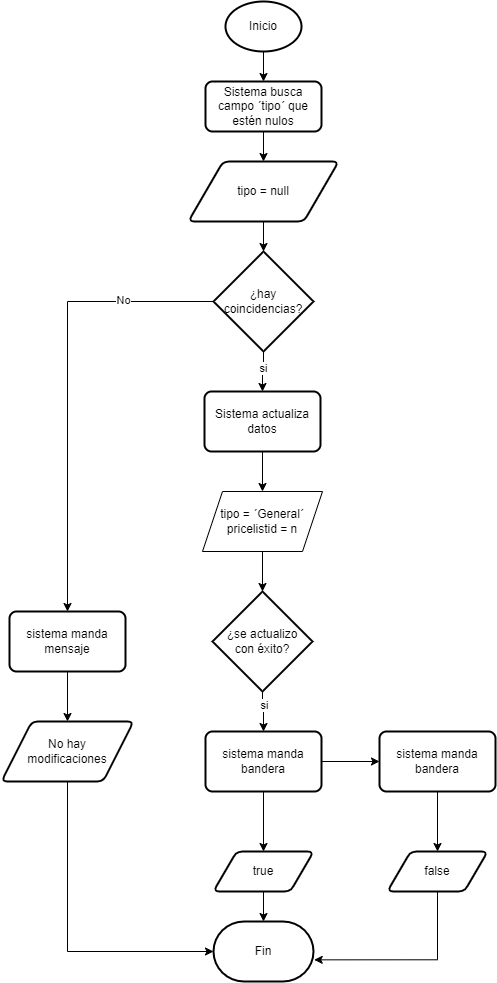 Inicio
Sistema busca
campo ´tipo´ que
estén nulos
tipo = null
¿hay
coincidencias?
No
si
Sistema actualiza
datos
tipo = ´General´
pricelistid = n
sistema manda
mensaje
¿se actualizo
con éxito?
si
No hay
modificaciones
sistema manda
bandera
sistema manda
bandera
true
false
Fin